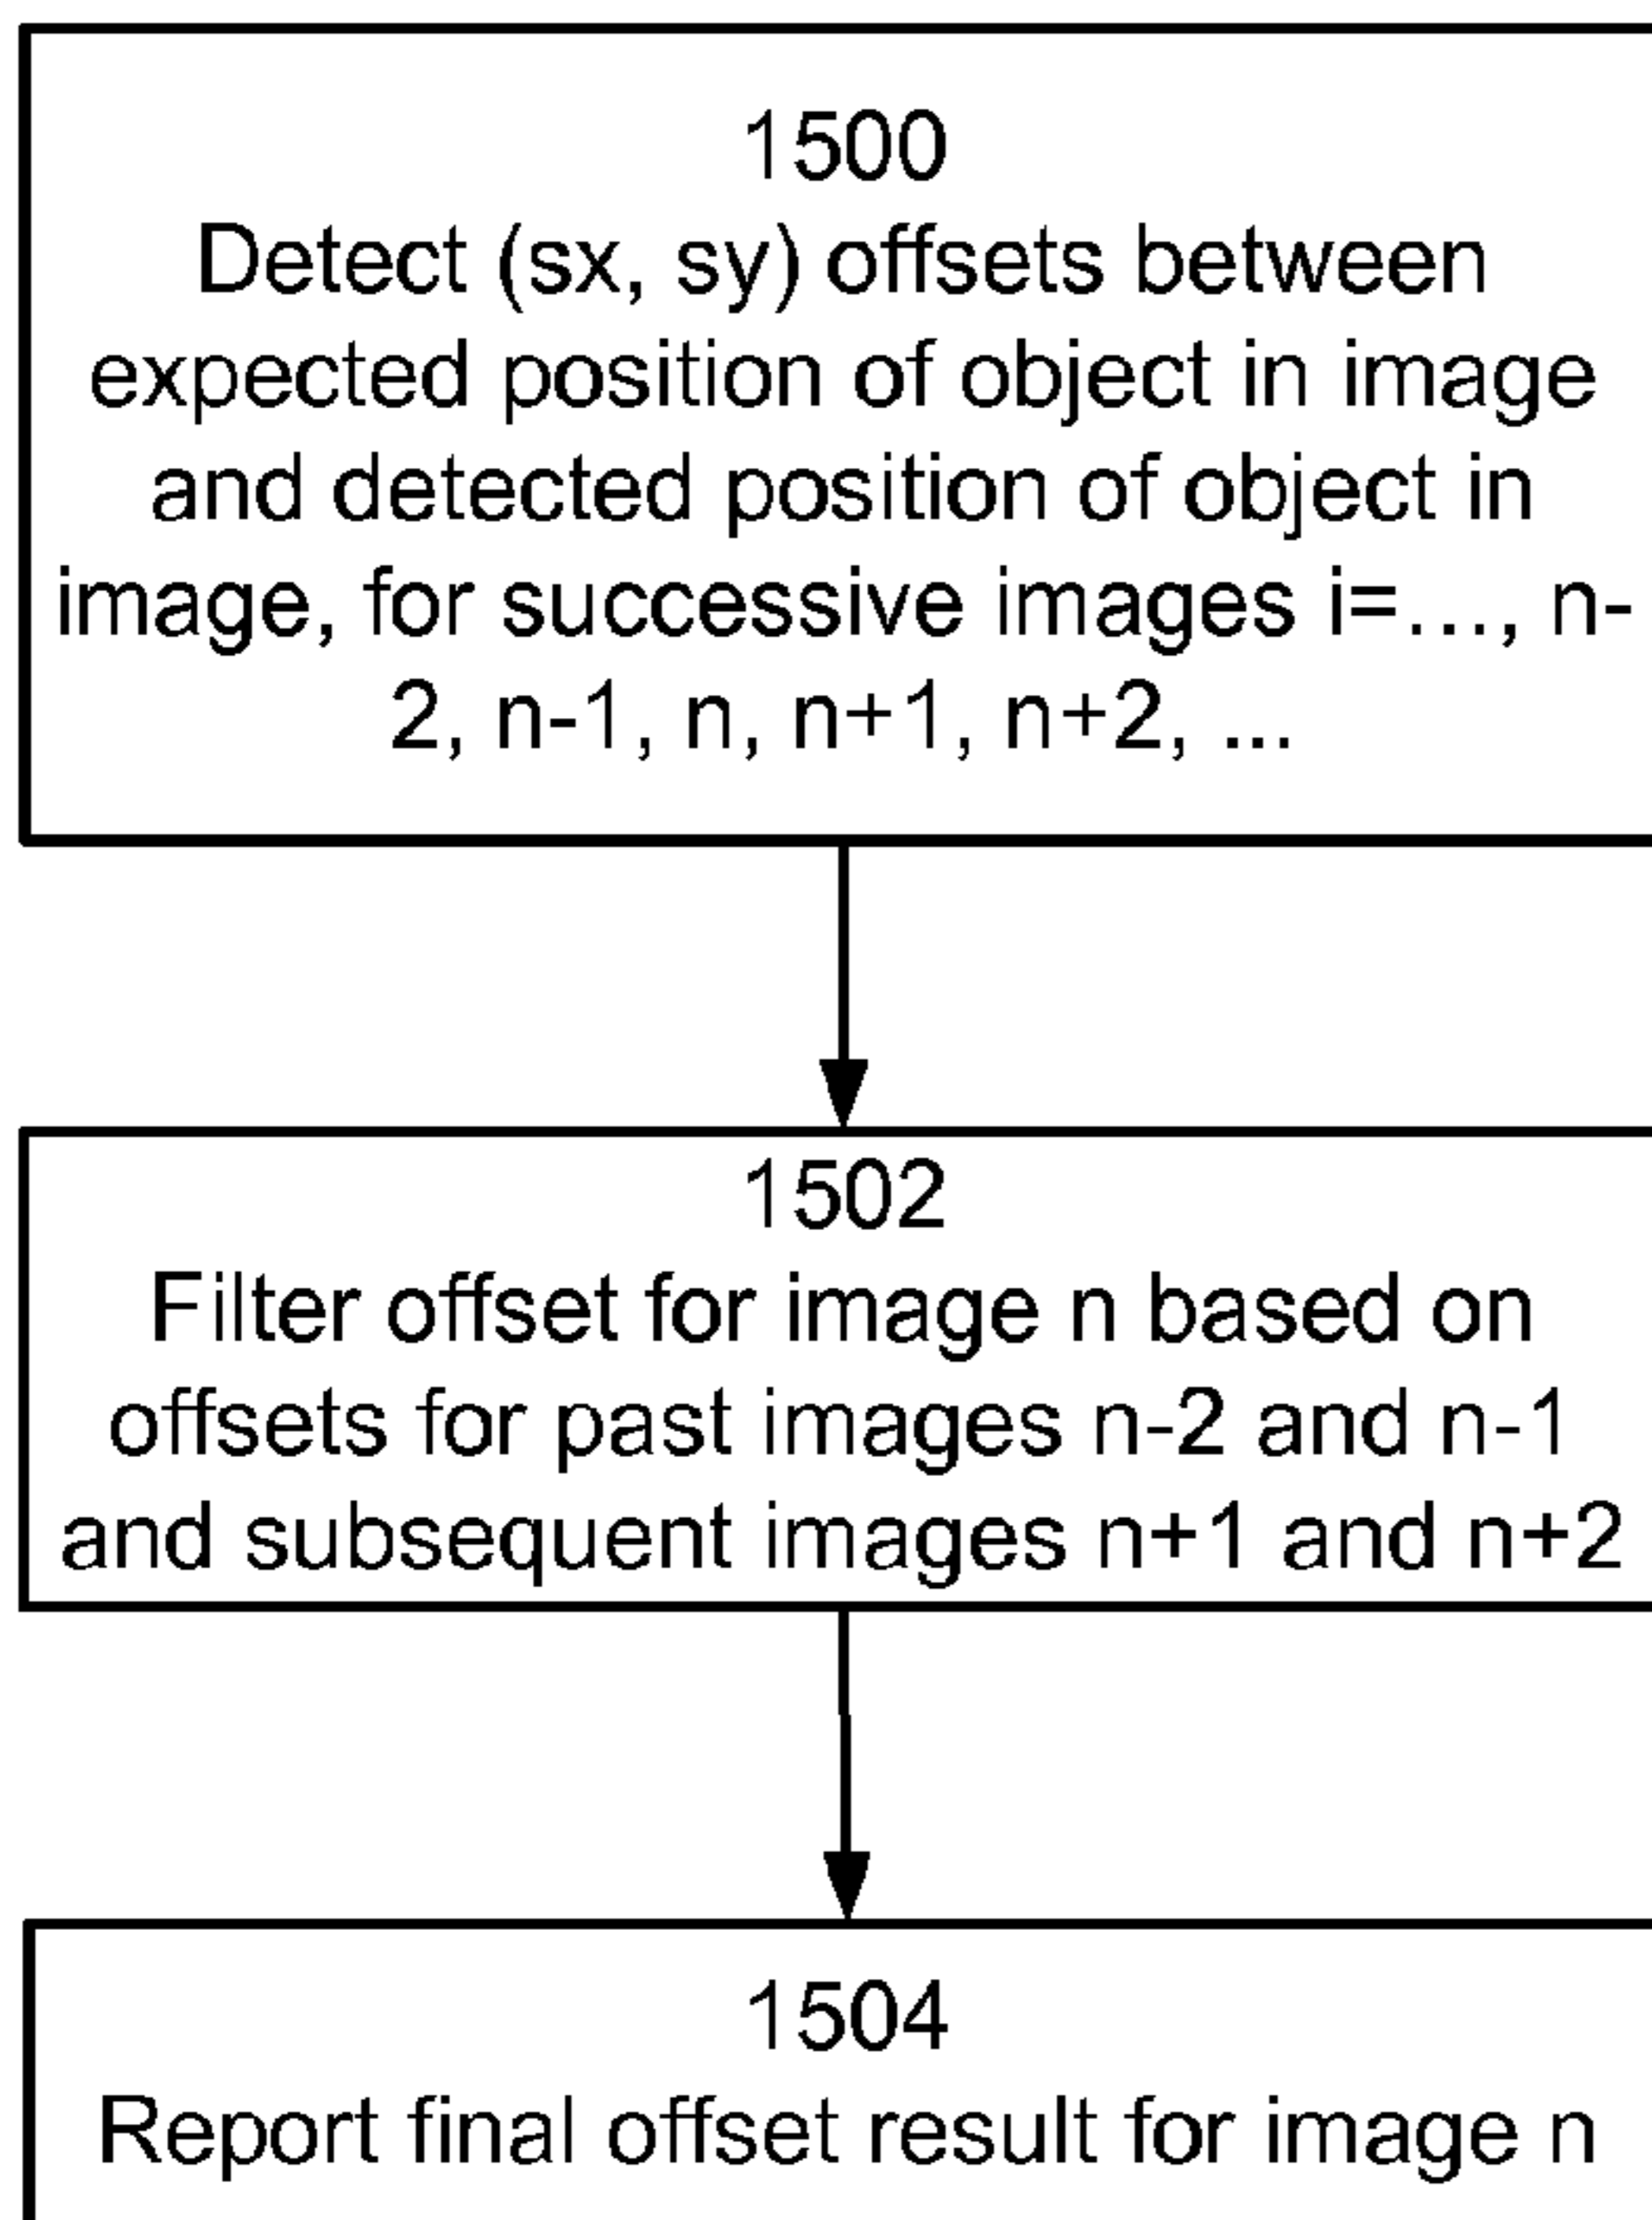 1500
Detect (sx, sy) offsets between
expected position of object in image
and detected position of object in
image, for successive images i=..., n-
2, n-1, n, n+1, n+2, ...
1502
Filter offset for image n based on
offsets for past images n-2 and n-1
and subsequent images n+1 and n+2
1504
Report final offset result for image n